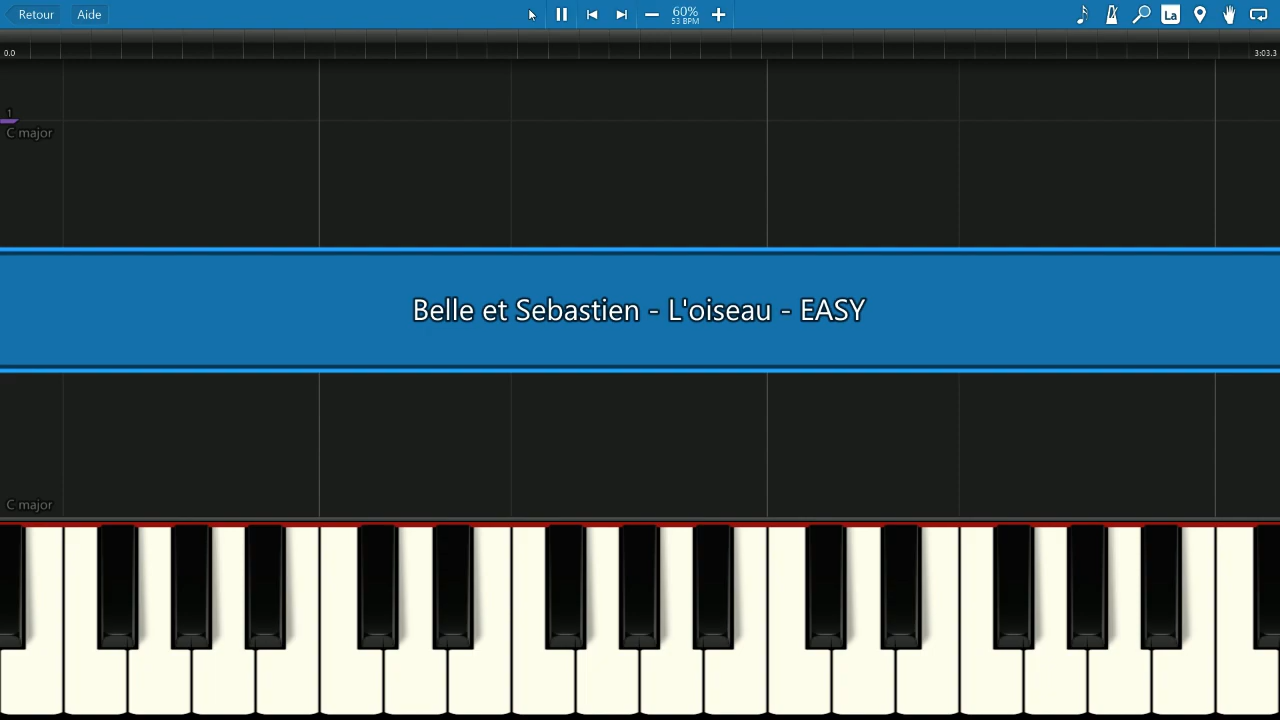 Retour Aide 60% La
53 BPM
0.0 3:03.3
1
C major
Belle et Sebastien - L'oiseau - EASY
C major